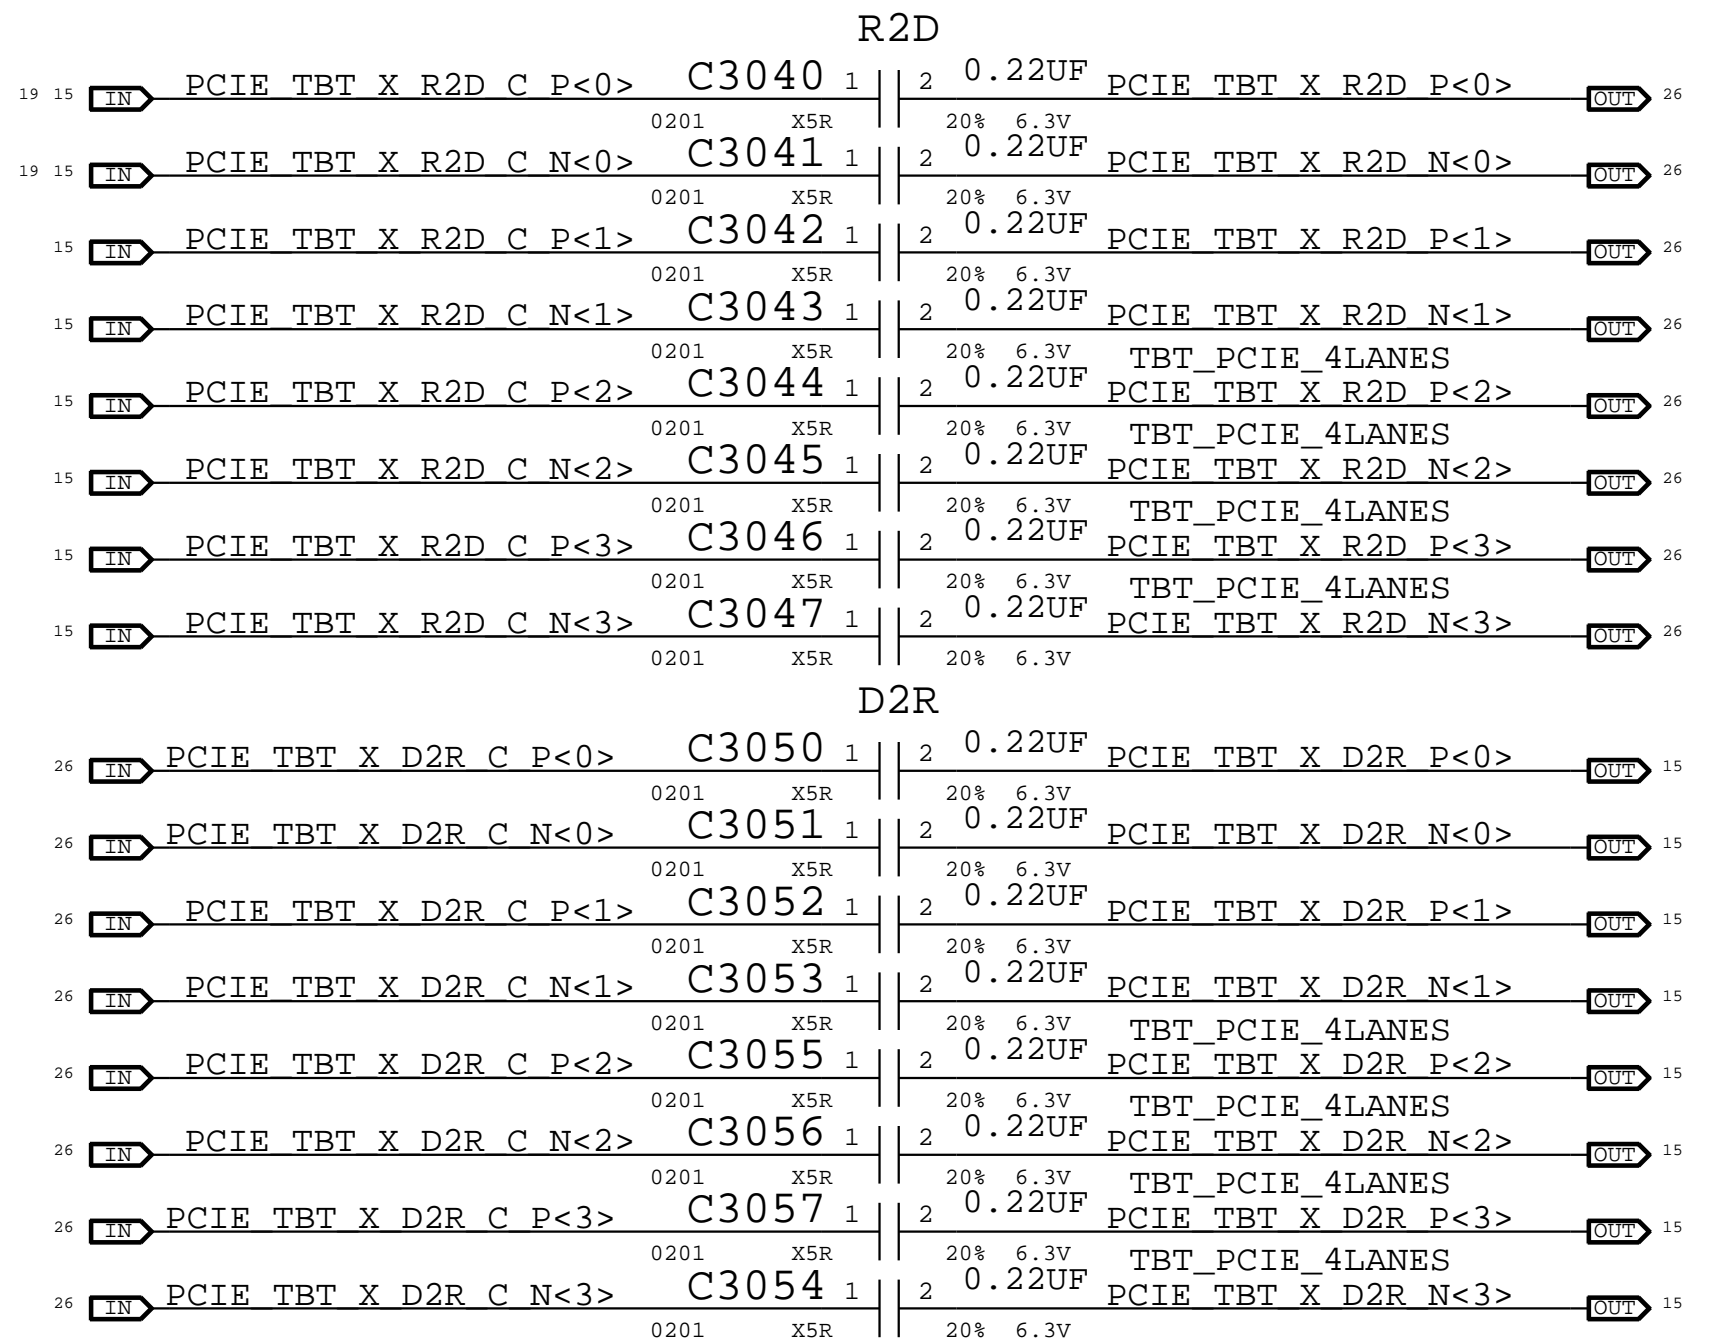 R2D
19 15 IN PCIE_TBT_X_R2D_C_P<0> C3040 1 2 0.22UF PCIE_TBT_X_R2D_P<0> OUT 26
0201 X5R 20% 6.3V
19 15 IN PCIE_TBT_X_R2D_C_N<0> C3041 1 2 0.22UF PCIE_TBT_X_R2D_N<0> OUT 26
0201 X5R 20% 6.3V
15 IN PCIE_TBT_X_R2D_C_P<1> C3042 1 2 0.22UF PCIE_TBT_X_R2D_P<1> OUT 26
0201 X5R 20% 6.3V
15 IN PCIE_TBT_X_R2D_C_N<1> C3043 1 2 0.22UF PCIE_TBT_X_R2D_N<1> OUT 26
0201 X5R 20% 6.3V TBT_PCIE_4LANES
15 IN PCIE_TBT_X_R2D_C_P<2> C3044 1 2 0.22UF PCIE_TBT_X_R2D_P<2> OUT 26
0201 X5R 20% 6.3V TBT_PCIE_4LANES
15 IN PCIE_TBT_X_R2D_C_N<2> C3045 1 2 0.22UF PCIE_TBT_X_R2D_N<2> OUT 26
0201 X5R 20% 6.3V TBT_PCIE_4LANES
15 IN PCIE_TBT_X_R2D_C_P<3> C3046 1 2 0.22UF PCIE_TBT_X_R2D_P<3> OUT 26
0201 X5R 20% 6.3V TBT_PCIE_4LANES
15 IN PCIE_TBT_X_R2D_C_N<3> C3047 1 2 0.22UF PCIE_TBT_X_R2D_N<3> OUT 26
0201 X5R 20% 6.3V
D2R
26 IN PCIE_TBT_X_D2R_C_P<0> C3050 1 2 0.22UF PCIE_TBT_X_D2R_P<0> OUT 15
0201 X5R 20% 6.3V
26 IN PCIE_TBT_X_D2R_C_N<0> C3051 1 2 0.22UF PCIE_TBT_X_D2R_N<0> OUT 15
0201 X5R 20% 6.3V
26 IN PCIE_TBT_X_D2R_C_P<1> C3052 1 2 0.22UF PCIE_TBT_X_D2R_P<1> OUT 15
0201 X5R 20% 6.3V
26 IN PCIE_TBT_X_D2R_C_N<1> C3053 1 2 0.22UF PCIE_TBT_X_D2R_N<1> OUT 15
0201 X5R 20% 6.3V TBT_PCIE_4LANES
26 IN PCIE_TBT_X_D2R_C_P<2> C3055 1 2 0.22UF PCIE_TBT_X_D2R_P<2> OUT 15
0201 X5R 20% 6.3V TBT_PCIE_4LANES
26 IN PCIE_TBT_X_D2R_C_N<2> C3056 1 2 0.22UF PCIE_TBT_X_D2R_N<2> OUT 15
0201 X5R 20% 6.3V TBT_PCIE_4LANES
26 IN PCIE_TBT_X_D2R_C_P<3> C3057 1 2 0.22UF PCIE_TBT_X_D2R_P<3> OUT 15
0201 X5R 20% 6.3V TBT_PCIE_4LANES
26 IN PCIE_TBT_X_D2R_C_N<3> C3054 1 2 0.22UF PCIE_TBT_X_D2R_N<3> OUT 15
0201 X5R 20% 6.3V